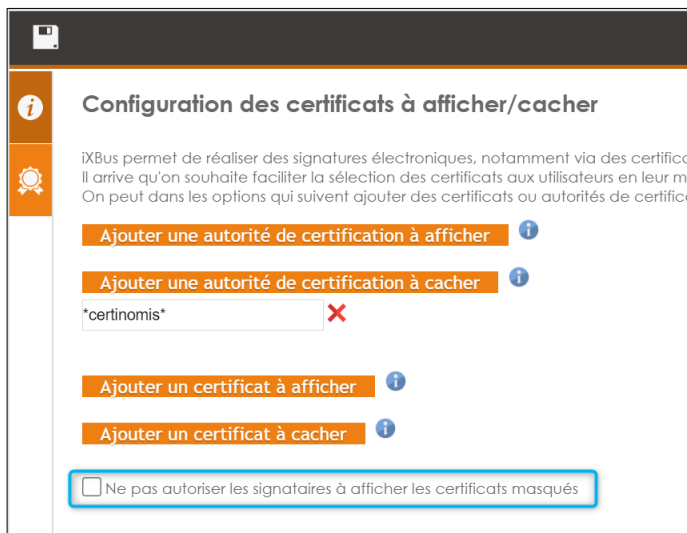 Configuration des certificats à afficher/cacher
iXBus permet de réaliser des signatures électroniques, notamment via des
Il arrive qu'on souhaite faciliter la sélection des certificats aux utilisateurs en leur
On peut dans les options qui suivent ajouter des certificats ou autorités de
Ajouter une autorité de certification à afficher
Ajouter une autorité de certification à cacher
*certinomis*
Ajouter un certificat à afficher
Ajouter un certificat à cacher
Ne pas autoriser les signataires à afficher les certificats masqués